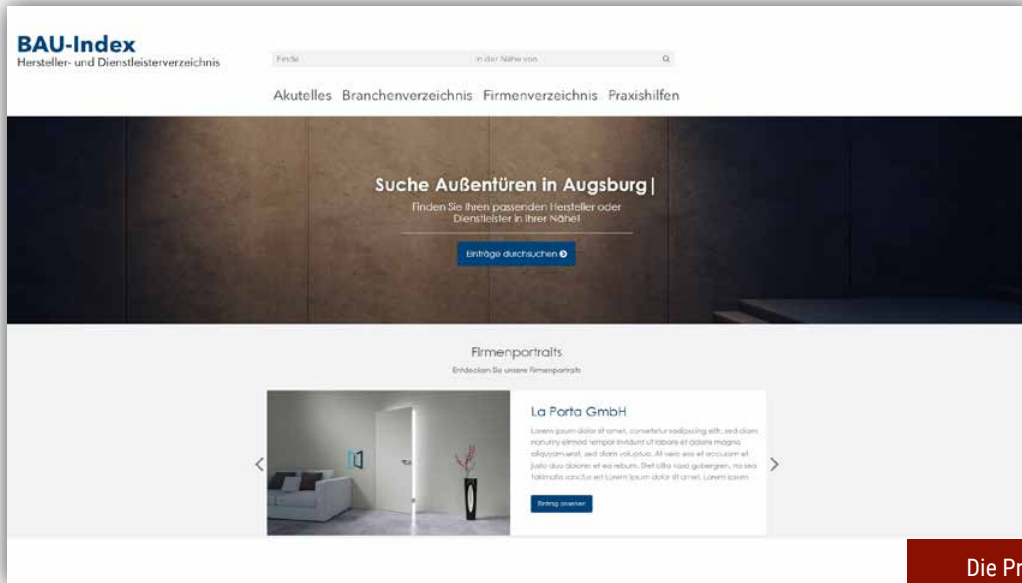 BAU-Index
Hersteller- und Dienstleisterverzeichnis
Finde
in der Nähe von
Akutelles Branchenverzeichnis Firmenverzeichnis Praxishilfen
Suche Außentüren in Augsburg|
Finden Sie Ihren passenden Hersteller oder
Dienstleister in Ihrer Nähe!
Einträge durchsuchen
Firmenportraits
Entdecken Sie unsere Firmenportraits
La Porta GmbH
Lorem ipsum dolor sit amet, consetetur sadipscing elitr, sed diam
nonumy eirmod tempor invidunt ut labore et dolore magna
aliquyam erat, sed diam voluptua. At vero eos et accusam et
justo duo dolores et ea rebum. Stet clita kasd gubergren, no sea
takimata sanctus est Lorem ipsum dolor sit amet. Lorem ipsum
Eintrag ansehen
Die Pr